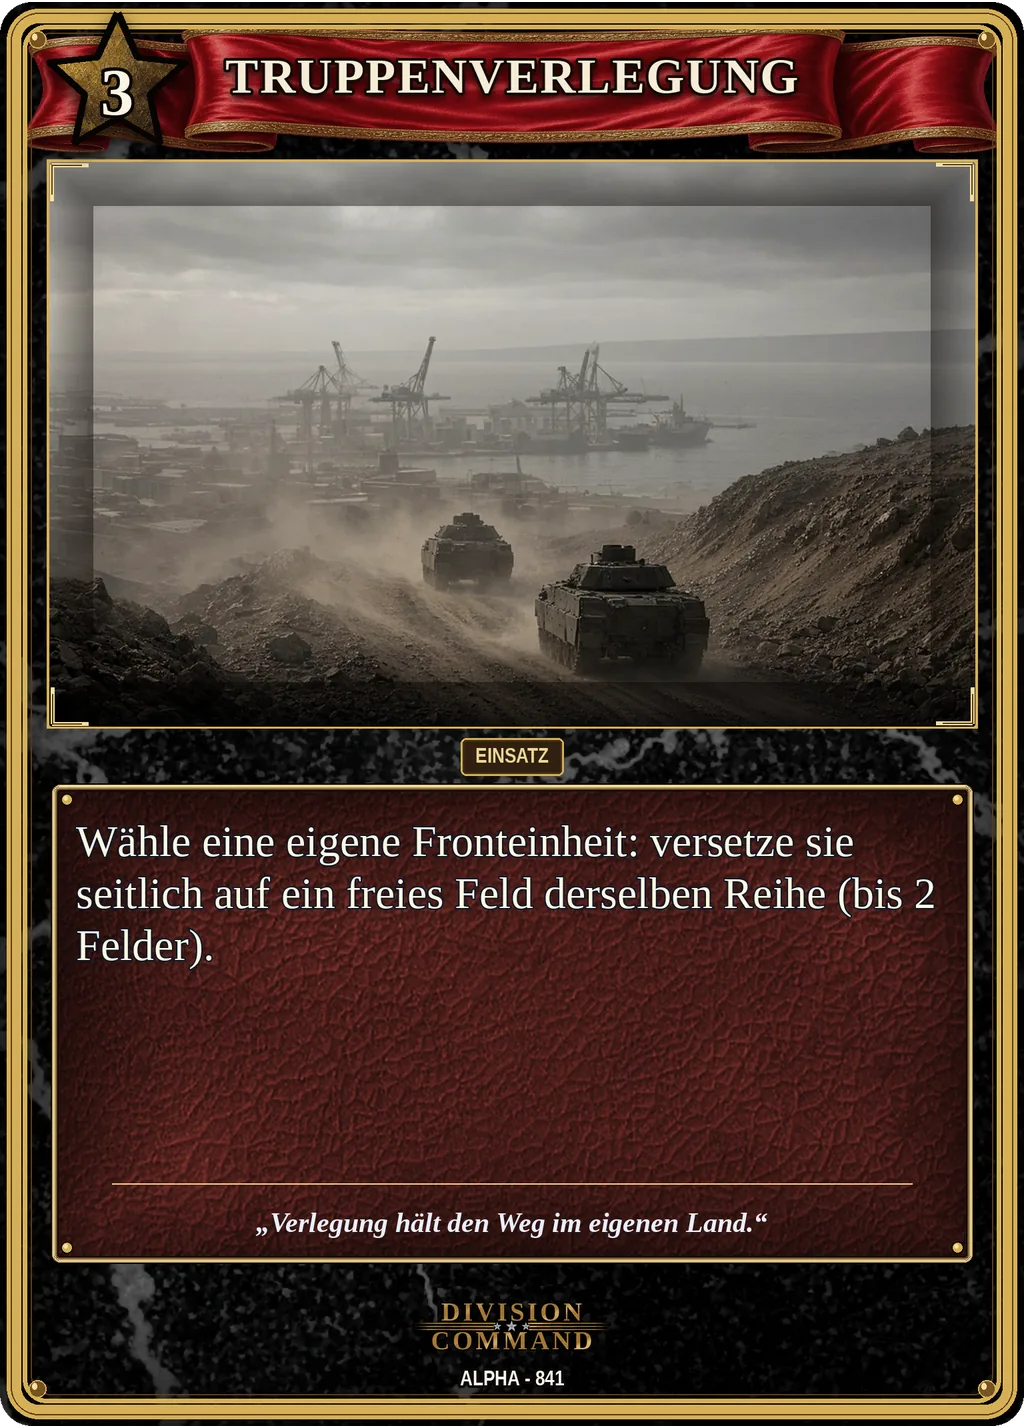 3
TRUPPENVERLEGUNG
EINSATZ
Wähle eine eigene Fronteinheit: versetze sie
seitlich auf ein freies Feld derselben Reihe (bis 2
Felder).
„Verlegung hält den Weg im eigenen Land.“
DIVISION
COMMAND
ALPHA - 841